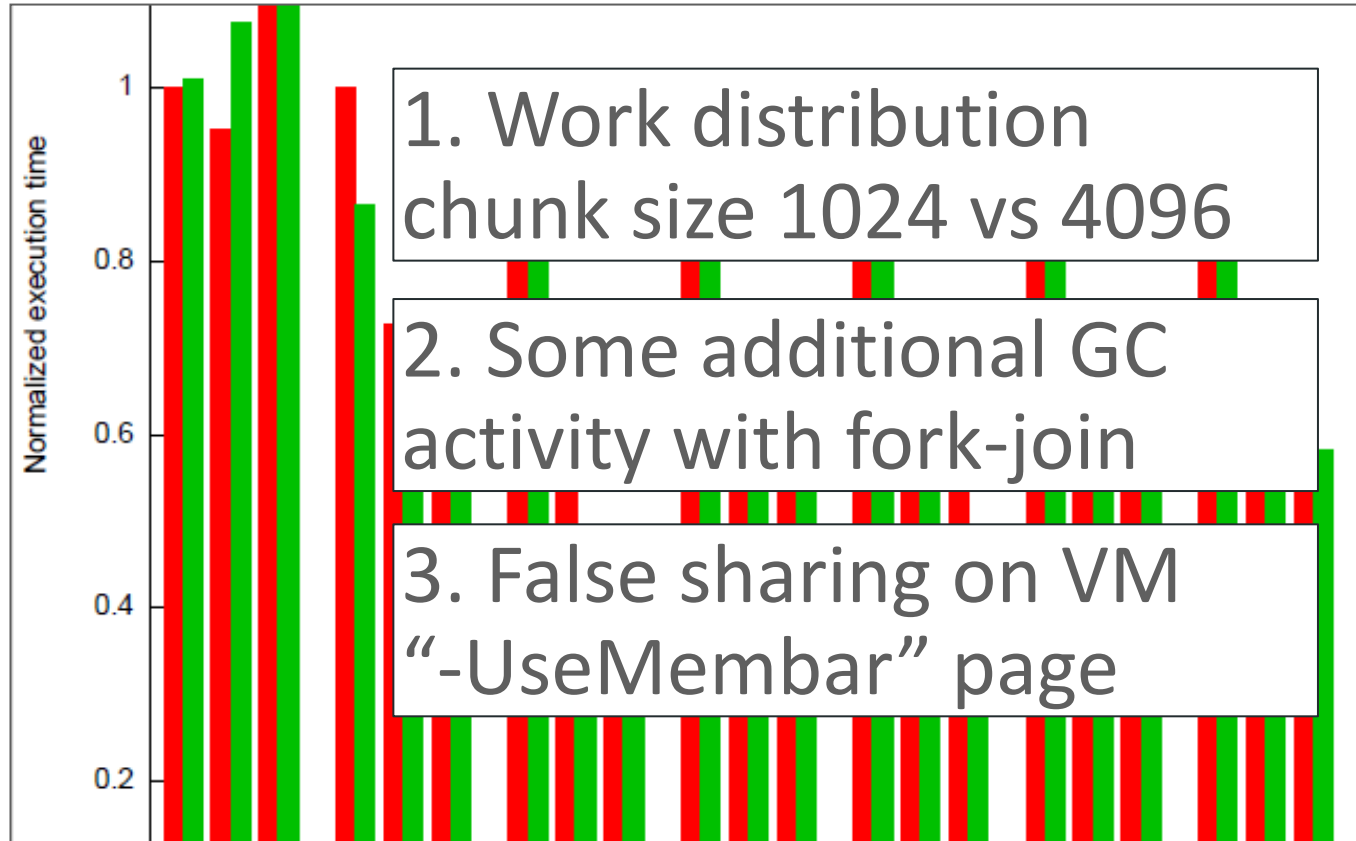 Normalized execution time
1
0.8
0.6
0.4
0.2
1. Work distribution
chunk size 1024 vs 4096
2. Some additional GC
activity with fork-join
3. False sharing on VM
“-UseMembar” page